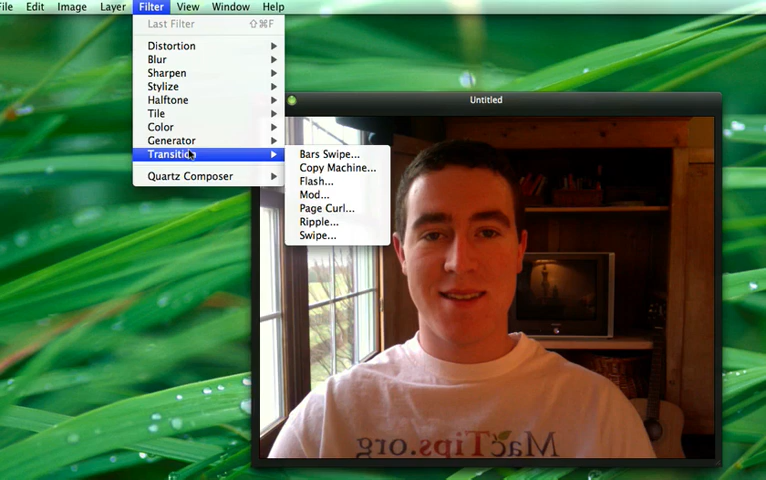 File Edit Image Layer Filter View Window Help
Last Filter ⇧⌘F
Distortion
Blur
Sharpen
Stylize
Halftone
Tile
Color
Generator
Transition
Quartz Composer
Bars Swipe...
Copy Machine...
Flash...
Mod...
Page Curl...
Ripple...
Swipe...
Untitled
MacTips.org